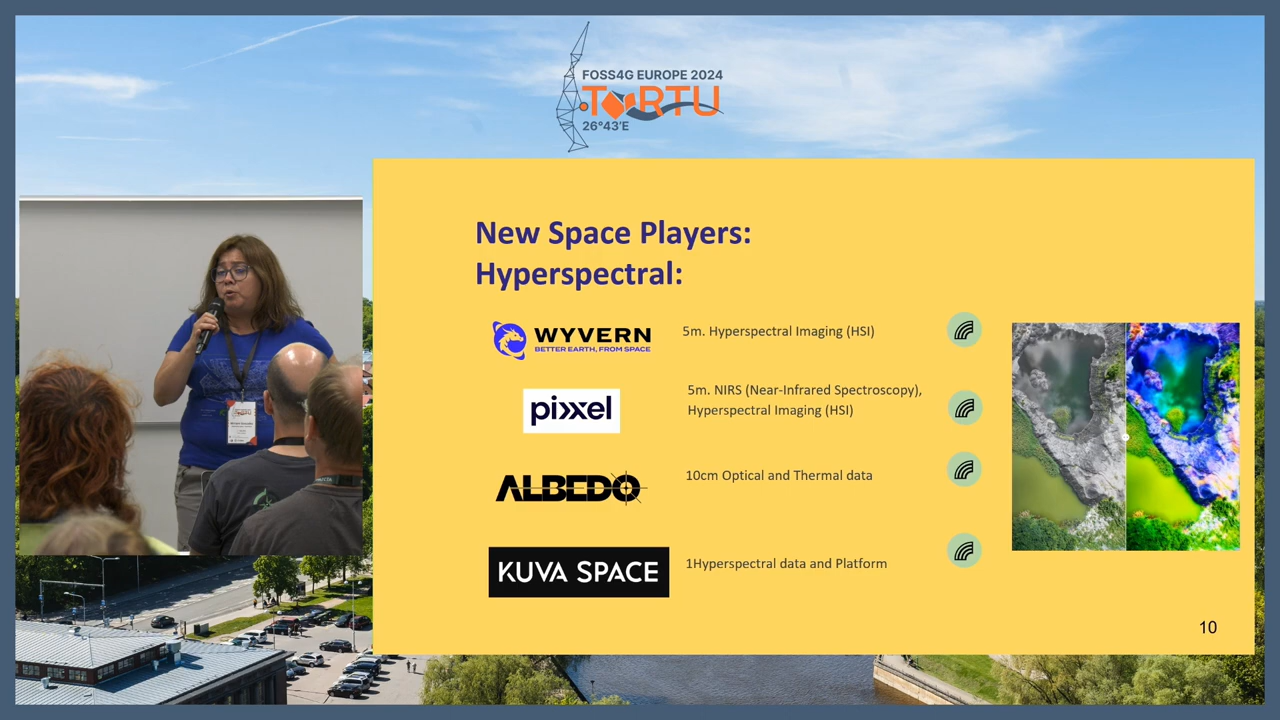 FOSS4G EUROPE 2024
TARTU
26°43'E
New Space Players:
Hyperspectral:
WYVERN
BETTER EARTH, FROM SPACE
5m. Hyperspectral Imaging (HSI)
pixxel
5m. NIRS (Near-Infrared Spectroscopy),
Hyperspectral Imaging (HSI)
ALBEDO
10cm Optical and Thermal data
KUVA SPACE
1Hyperspectral data and Platform
10